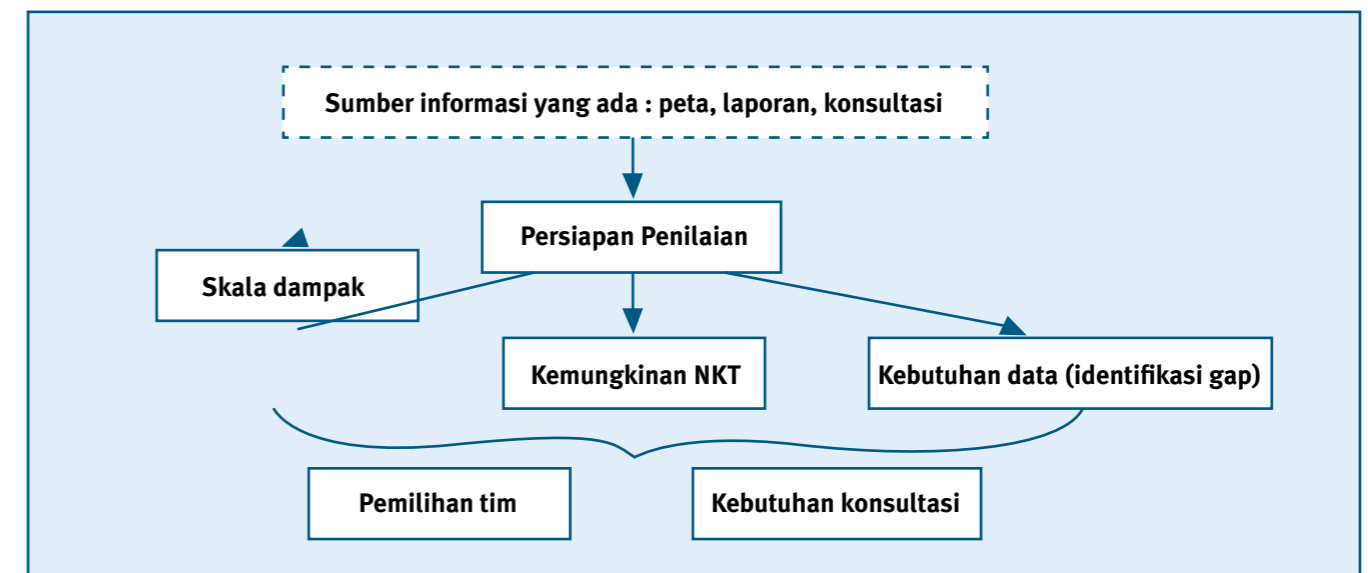 Sumber informasi yang ada : peta, laporan, konsultasi
Persiapan Penilaian
Skala dampak
Kemungkinan NKT
Kebutuhan data (identifikasi gap)
Pemilihan tim
Kebutuhan konsultasi